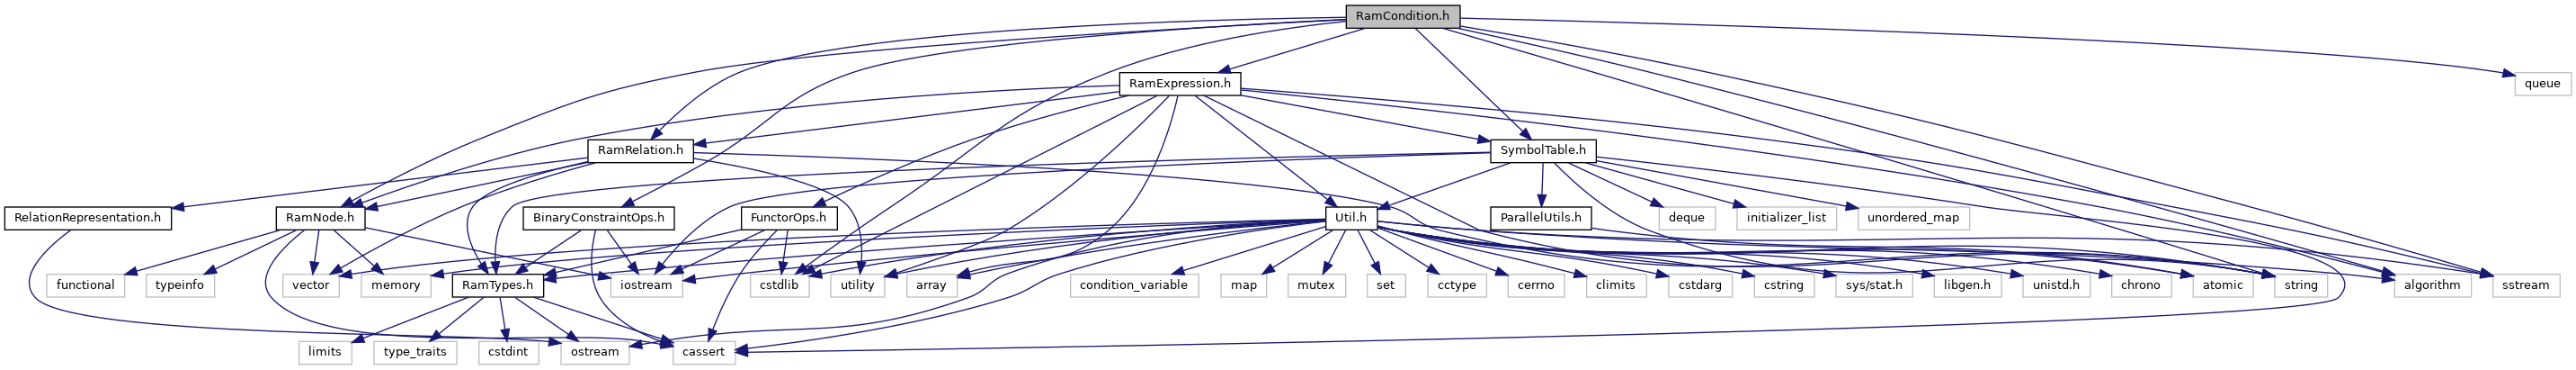 RamCondition.h
RamExpression.h
queue
RamRelation.h
SymbolTable.h
RelationRepresentation.h
RamNode.h
BinaryConstraintOps.h
FunctorOps.h
Util.h
ParallelUtils.h
deque
initializer_list
unordered_map
functional
typeinfo
vector
memory
RamTypes.h
iostream
cstdlib
utility
array
condition_variable
map
mutex
set
cctype
cerrno
climits
cstdarg
cstring
sys/stat.h
libgen.h
unistd.h
chrono
atomic
string
algorithm
sstream
limits
type_traits
cstdint
ostream
cassert